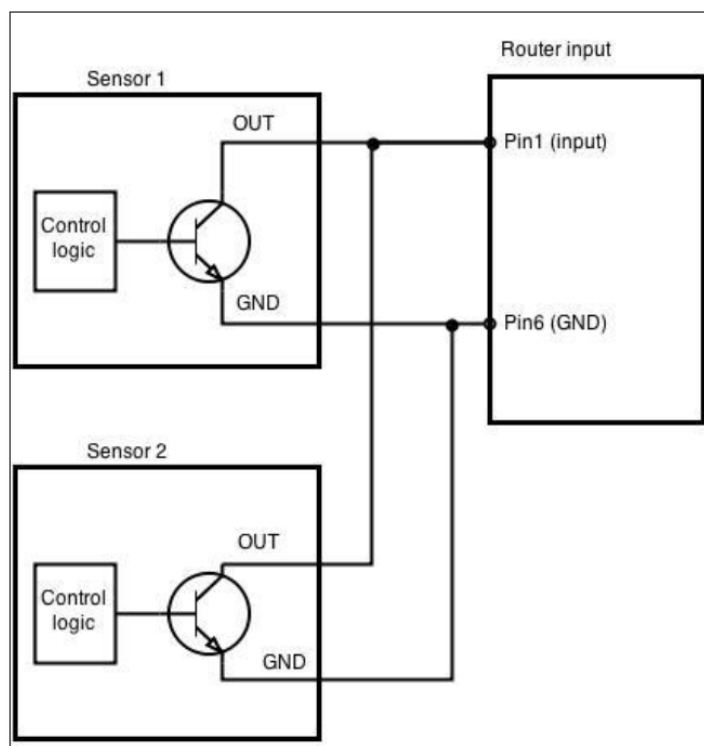 Router input
Sensor 1
OUT
Pin1 (input)
Control
logic
GND
Pin6 (GND)
Sensor 2
OUT
Control
logic
GND